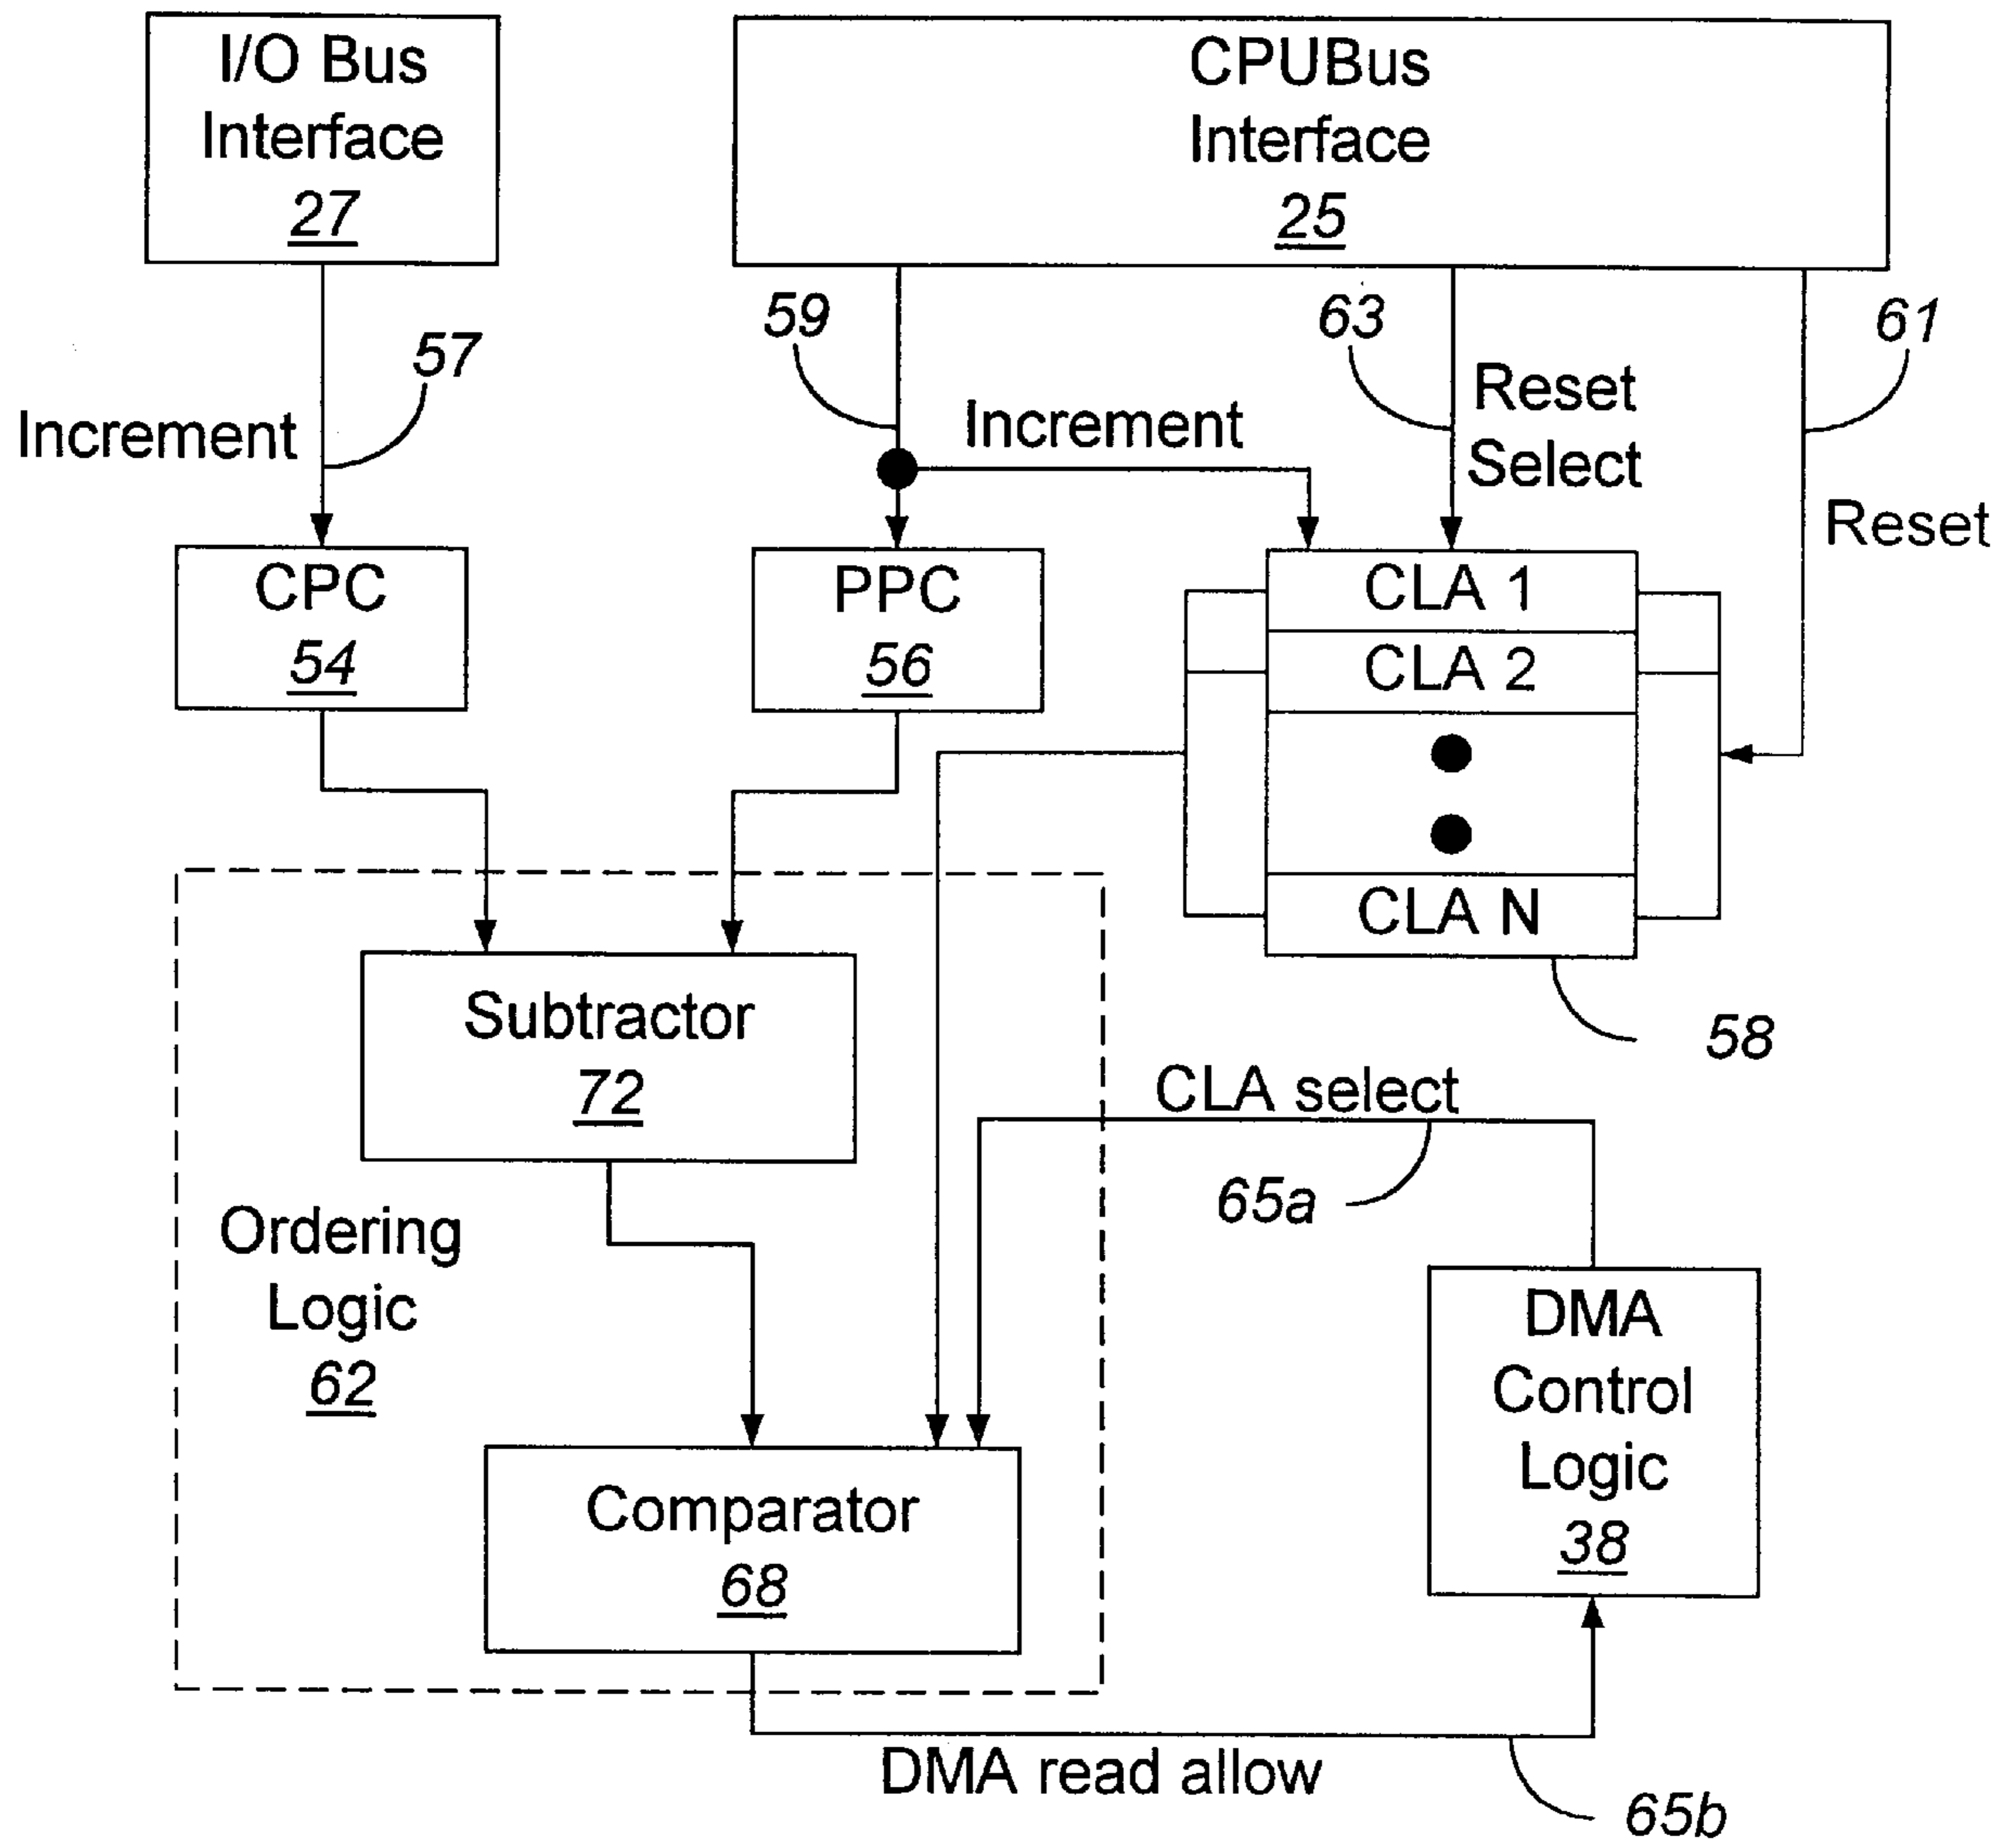 I/O Bus
Interface
27
CPUBus
Interface
25
59
63
61
57
Reset
Select
Increment
Increment
Reset
CPC
54
PPC
56
CLA 1
CLA 2
CLA N
58
Subtractor
72
CLA select
65a
Ordering
Logic
62
DMA
Control
Logic
38
Comparator
68
DMA read allow
65b